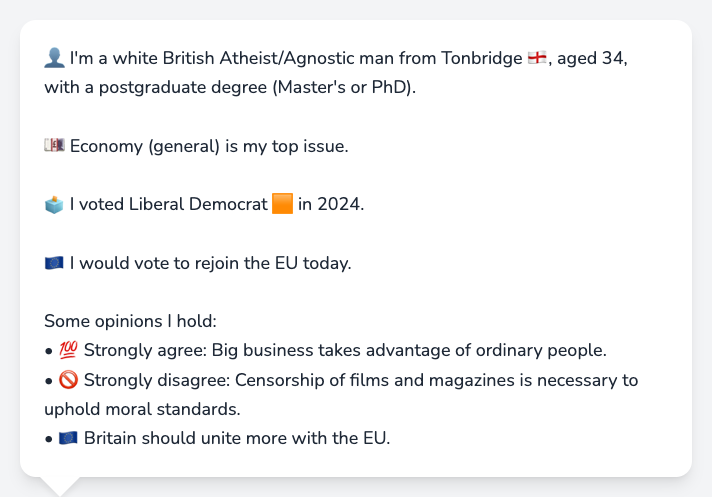 👤 I'm a white British Atheist/Agnostic man from Tonbridge 🏴󠁧󠁢󠁥󠁮󠁧󠁿, aged 34,
with a postgraduate degree (Master's or PhD).
💷 Economy (general) is my top issue.
🗳️ I voted Liberal Democrat 🟧 in 2024.
🇪🇺 I would vote to rejoin the EU today.
Some opinions I hold:
• 💯 Strongly agree: Big business takes advantage of ordinary people.
• 🚫 Strongly disagree: Censorship of films and magazines is necessary to
uphold moral standards.
• 🇪🇺 Britain should unite more with the EU.